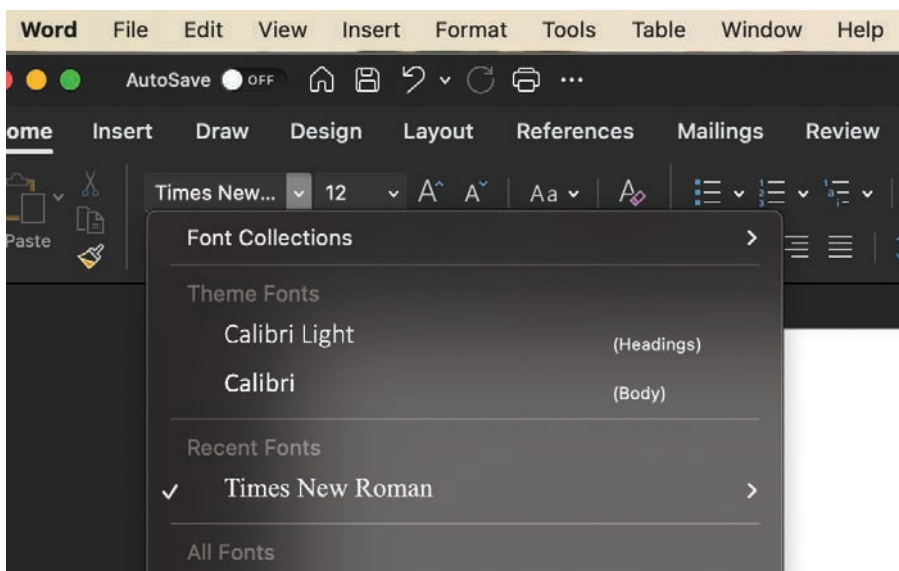 Word File Edit View Insert Format Tools Table Window Help
AutoSave OFF
ome Insert Draw Design Layout References Mailings Review
Times New... 12 A A Aa A
Paste
Font Collections
Theme Fonts
Calibri Light (Headings)
Calibri (Body)
Recent Fonts
Times New Roman
All Fonts